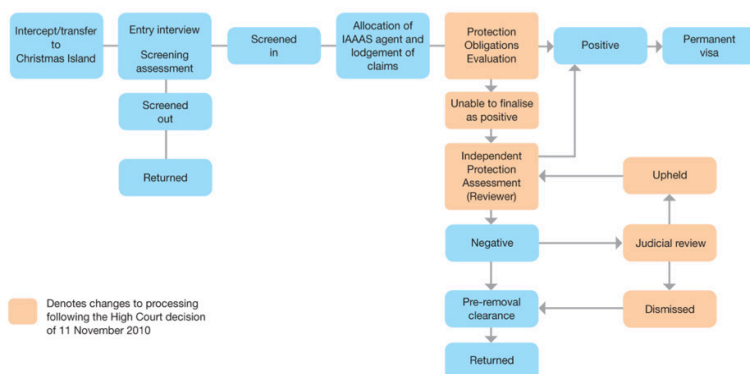 Intercept/transfer
to
Christmas Island
Entry interview
Screening
assessment
Screened
in
Allocation of
IAAAS agent and
lodgement of
claims
Protection
Obligations
Evaluation
Positive
Permanent
visa
Screened
out
Returned
Unable to finalise
as positive
Independent
Protection
Assessment
(Reviewer)
Upheld
Negative
Judicial review
Pre-removal
clearance
Dismissed
Returned
Denotes changes to processing
following the High Court decision
of 11 November 2010